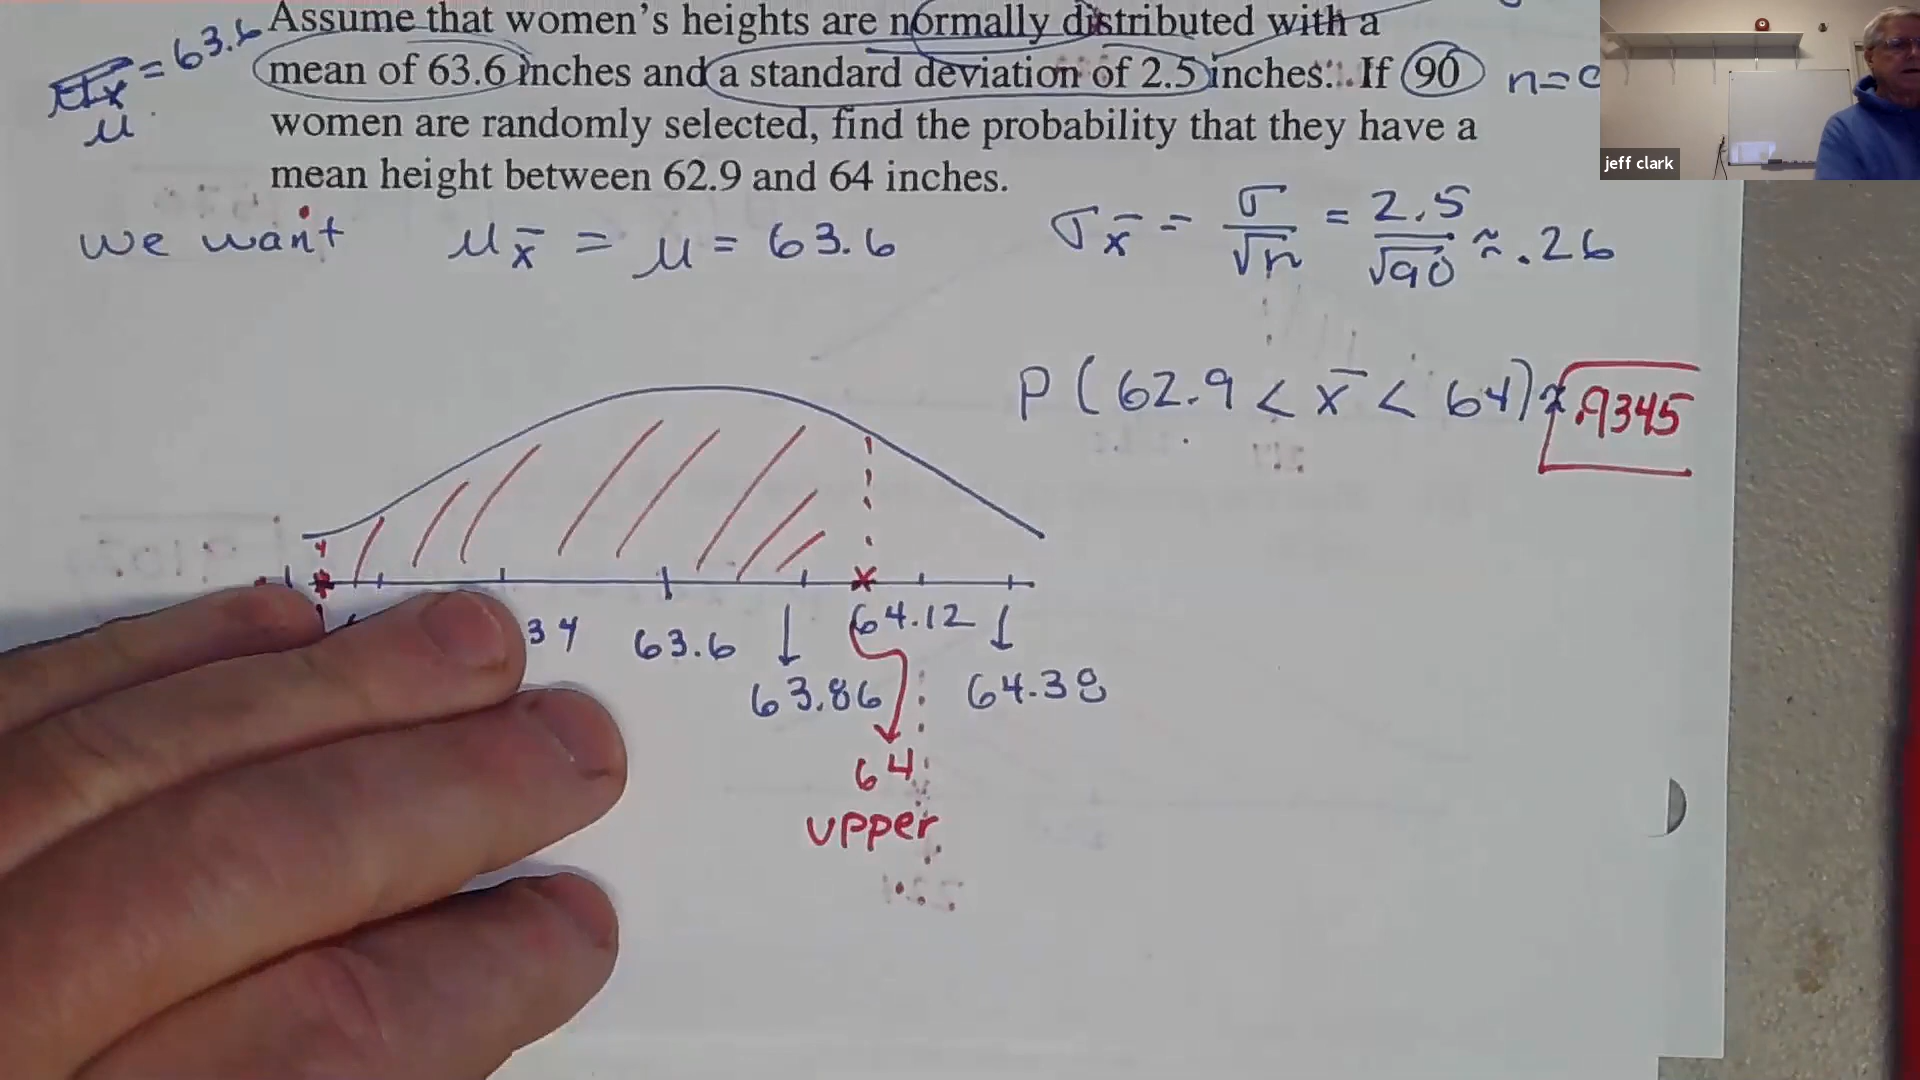 Assume that women's heights are normally distributed with a
mean of 63.6 inches and a standard deviation of 2.5 inches. If 90
women are randomly selected, find the probability that they have a
mean height between 62.9 and 64 inches.
= 63.6
μ
n=
jeff clark
we want μx̄ = μ = 63.6
σx̄ = σ/√n = 2.5/√90 ≈ .26
P(62.9 < x̄ < 64) ≈ .9345
34 63.6 ↓ 64.12 ↓
63.86 64.38
64
upper